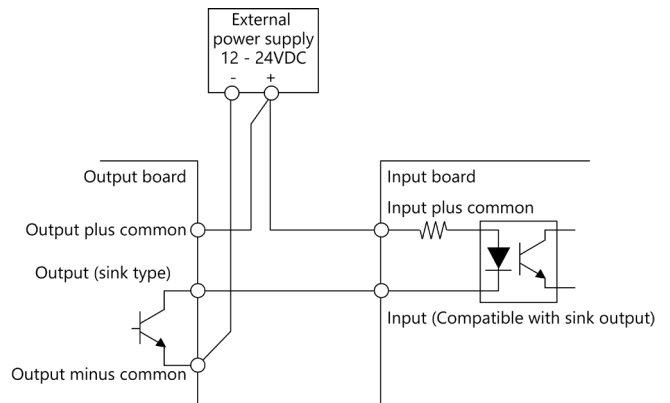 External
power supply
12 - 24VDC
- +
Output board
Input board
Input plus common
Output plus common
Output (sink type)
Input (Compatible with sink output)
Output minus common